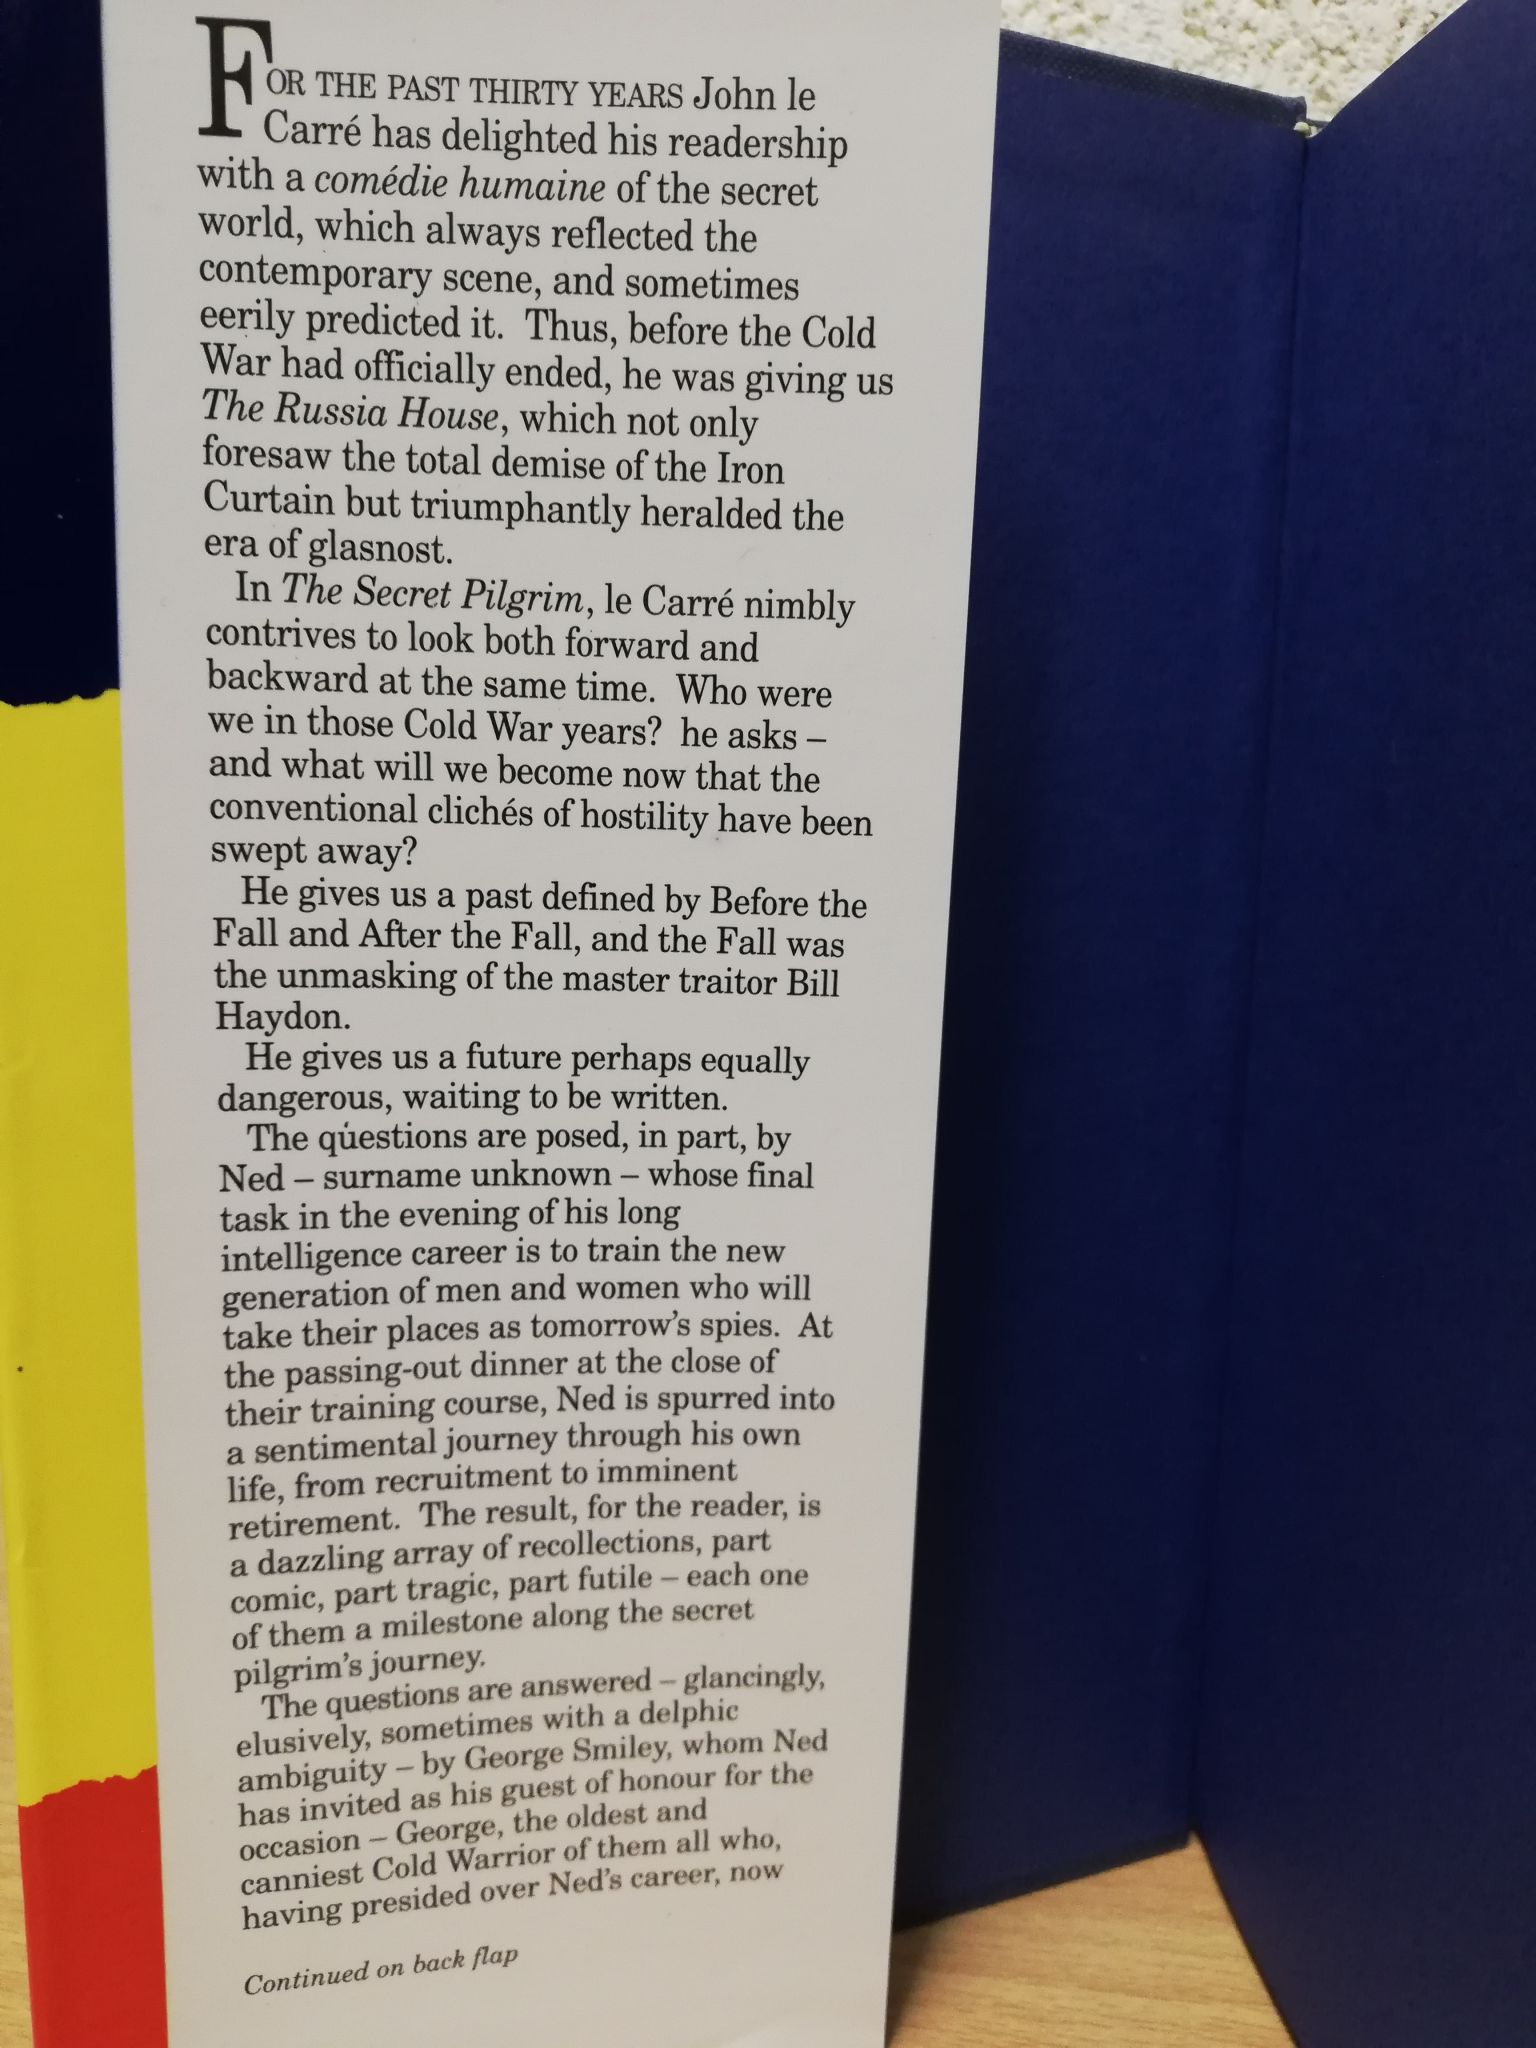 FOR THE PAST THIRTY YEARS John le
Carré has delighted his readership
with a comédie humaine of the secret
world, which always reflected the
contemporary scene, and sometimes
eerily predicted it. Thus, before the Cold
War had officially ended, he was giving us
The Russia House, which not only
foresaw the total demise of the Iron
Curtain but triumphantly heralded the
era of glasnost.
In The Secret Pilgrim, le Carré nimbly
contrives to look both forward and
backward at the same time. Who were
we in those Cold War years? he asks –
and what will we become now that the
conventional clichés of hostility have been
swept away?
He gives us a past defined by Before the
Fall and After the Fall, and the Fall was
the unmasking of the master traitor Bill
Haydon.
He gives us a future perhaps equally
dangerous, waiting to be written.
The questions are posed, in part, by
Ned – surname unknown – whose final
task in the evening of his long
intelligence career is to train the new
generation of men and women who will
take their places as tomorrow's spies. At
the passing-out dinner at the close of
their training course, Ned is spurred into
a sentimental journey through his own
life, from recruitment to imminent
retirement. The result, for the reader, is
a dazzling array of recollections, part
comic, part tragic, part futile – each one
of them a milestone along the secret
pilgrim's journey.
The questions are answered – glancingly,
elusively, sometimes with a delphic
ambiguity – by George Smiley, whom Ned
has invited as his guest of honour for the
occasion – George, the oldest and
canniest Cold Warrior of them all who,
having presided over Ned's career, now
Continued on back flap